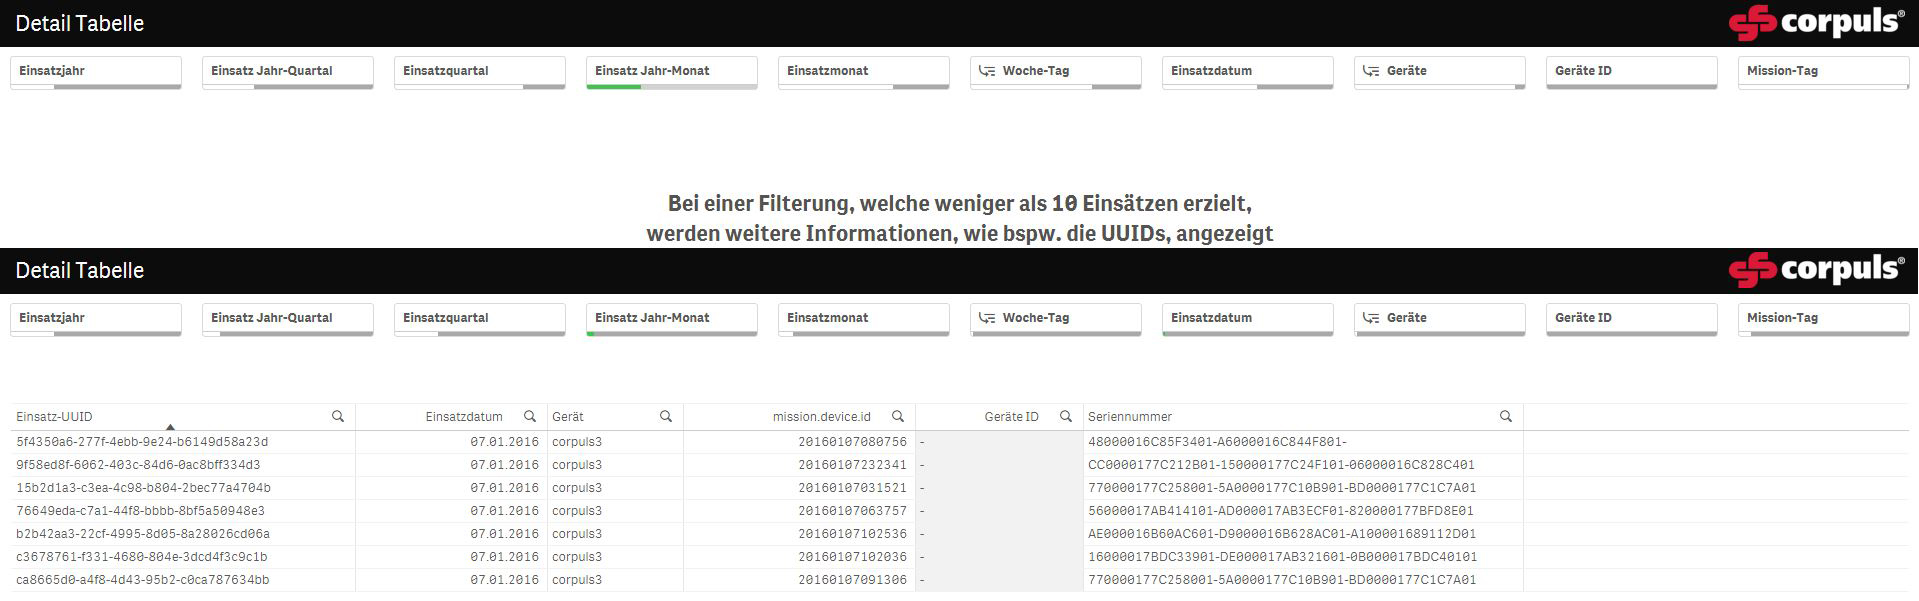 Detail Tabelle corpuls®
Einsatzjahr Einsatz Jahr-Quartal Einsatzquartal Einsatz Jahr-Monat Einsatzmonat Woche-Tag Einsatzdatum Geräte Geräte ID Mission-Tag
Bei einer Filterung, welche weniger als 10 Einsätzen erzielt,
werden weitere Informationen, wie bspw. die UUIDs, angezeigt
Detail Tabelle corpuls®
Einsatzjahr Einsatz Jahr-Quartal Einsatzquartal Einsatz Jahr-Monat Einsatzmonat Woche-Tag Einsatzdatum Geräte Geräte ID Mission-Tag
Einsatz-UUID Einsatzdatum Gerät mission.device.id Geräte ID Seriennummer
5f4350a6-277f-4ebb-9e24-b6149d58a23d 07.01.2016 corpuls3 20160107080756 - 48000016C85F3401-A6000016C844F801-
9f58ed8f-6062-403c-84d6-0ac8bff334d3 07.01.2016 corpuls3 20160107232341 - CC0000177C212B01-150000177C24F101-06000016C828C401
15b2d1a3-c3ea-4c98-b804-2bec77a4704b 07.01.2016 corpuls3 20160107031521 - 770000177C258001-5A0000177C10B901-BD0000177C1C7A01
76649eda-c7a1-44f8-bbbb-8bf5a50948e3 07.01.2016 corpuls3 20160107063757 - 56000017AB414101-AD000017AB3ECF01-820000177BFD8E01
b2b42aa3-22cf-4995-8d05-8a28026cd06a 07.01.2016 corpuls3 20160107102536 - AE000016B60AC601-D9000016B628AC01-A100001689112D01
c3678761-f331-4680-804e-3dcd4f3c9c1b 07.01.2016 corpuls3 20160107102036 - 16000017BDC33901-DE000017AB321601-0B000017BDC40101
ca8665d0-a4f8-4d43-95b2-c0ca787634bb 07.01.2016 corpuls3 20160107091306 - 770000177C258001-5A0000177C10B901-BD0000177C1C7A01